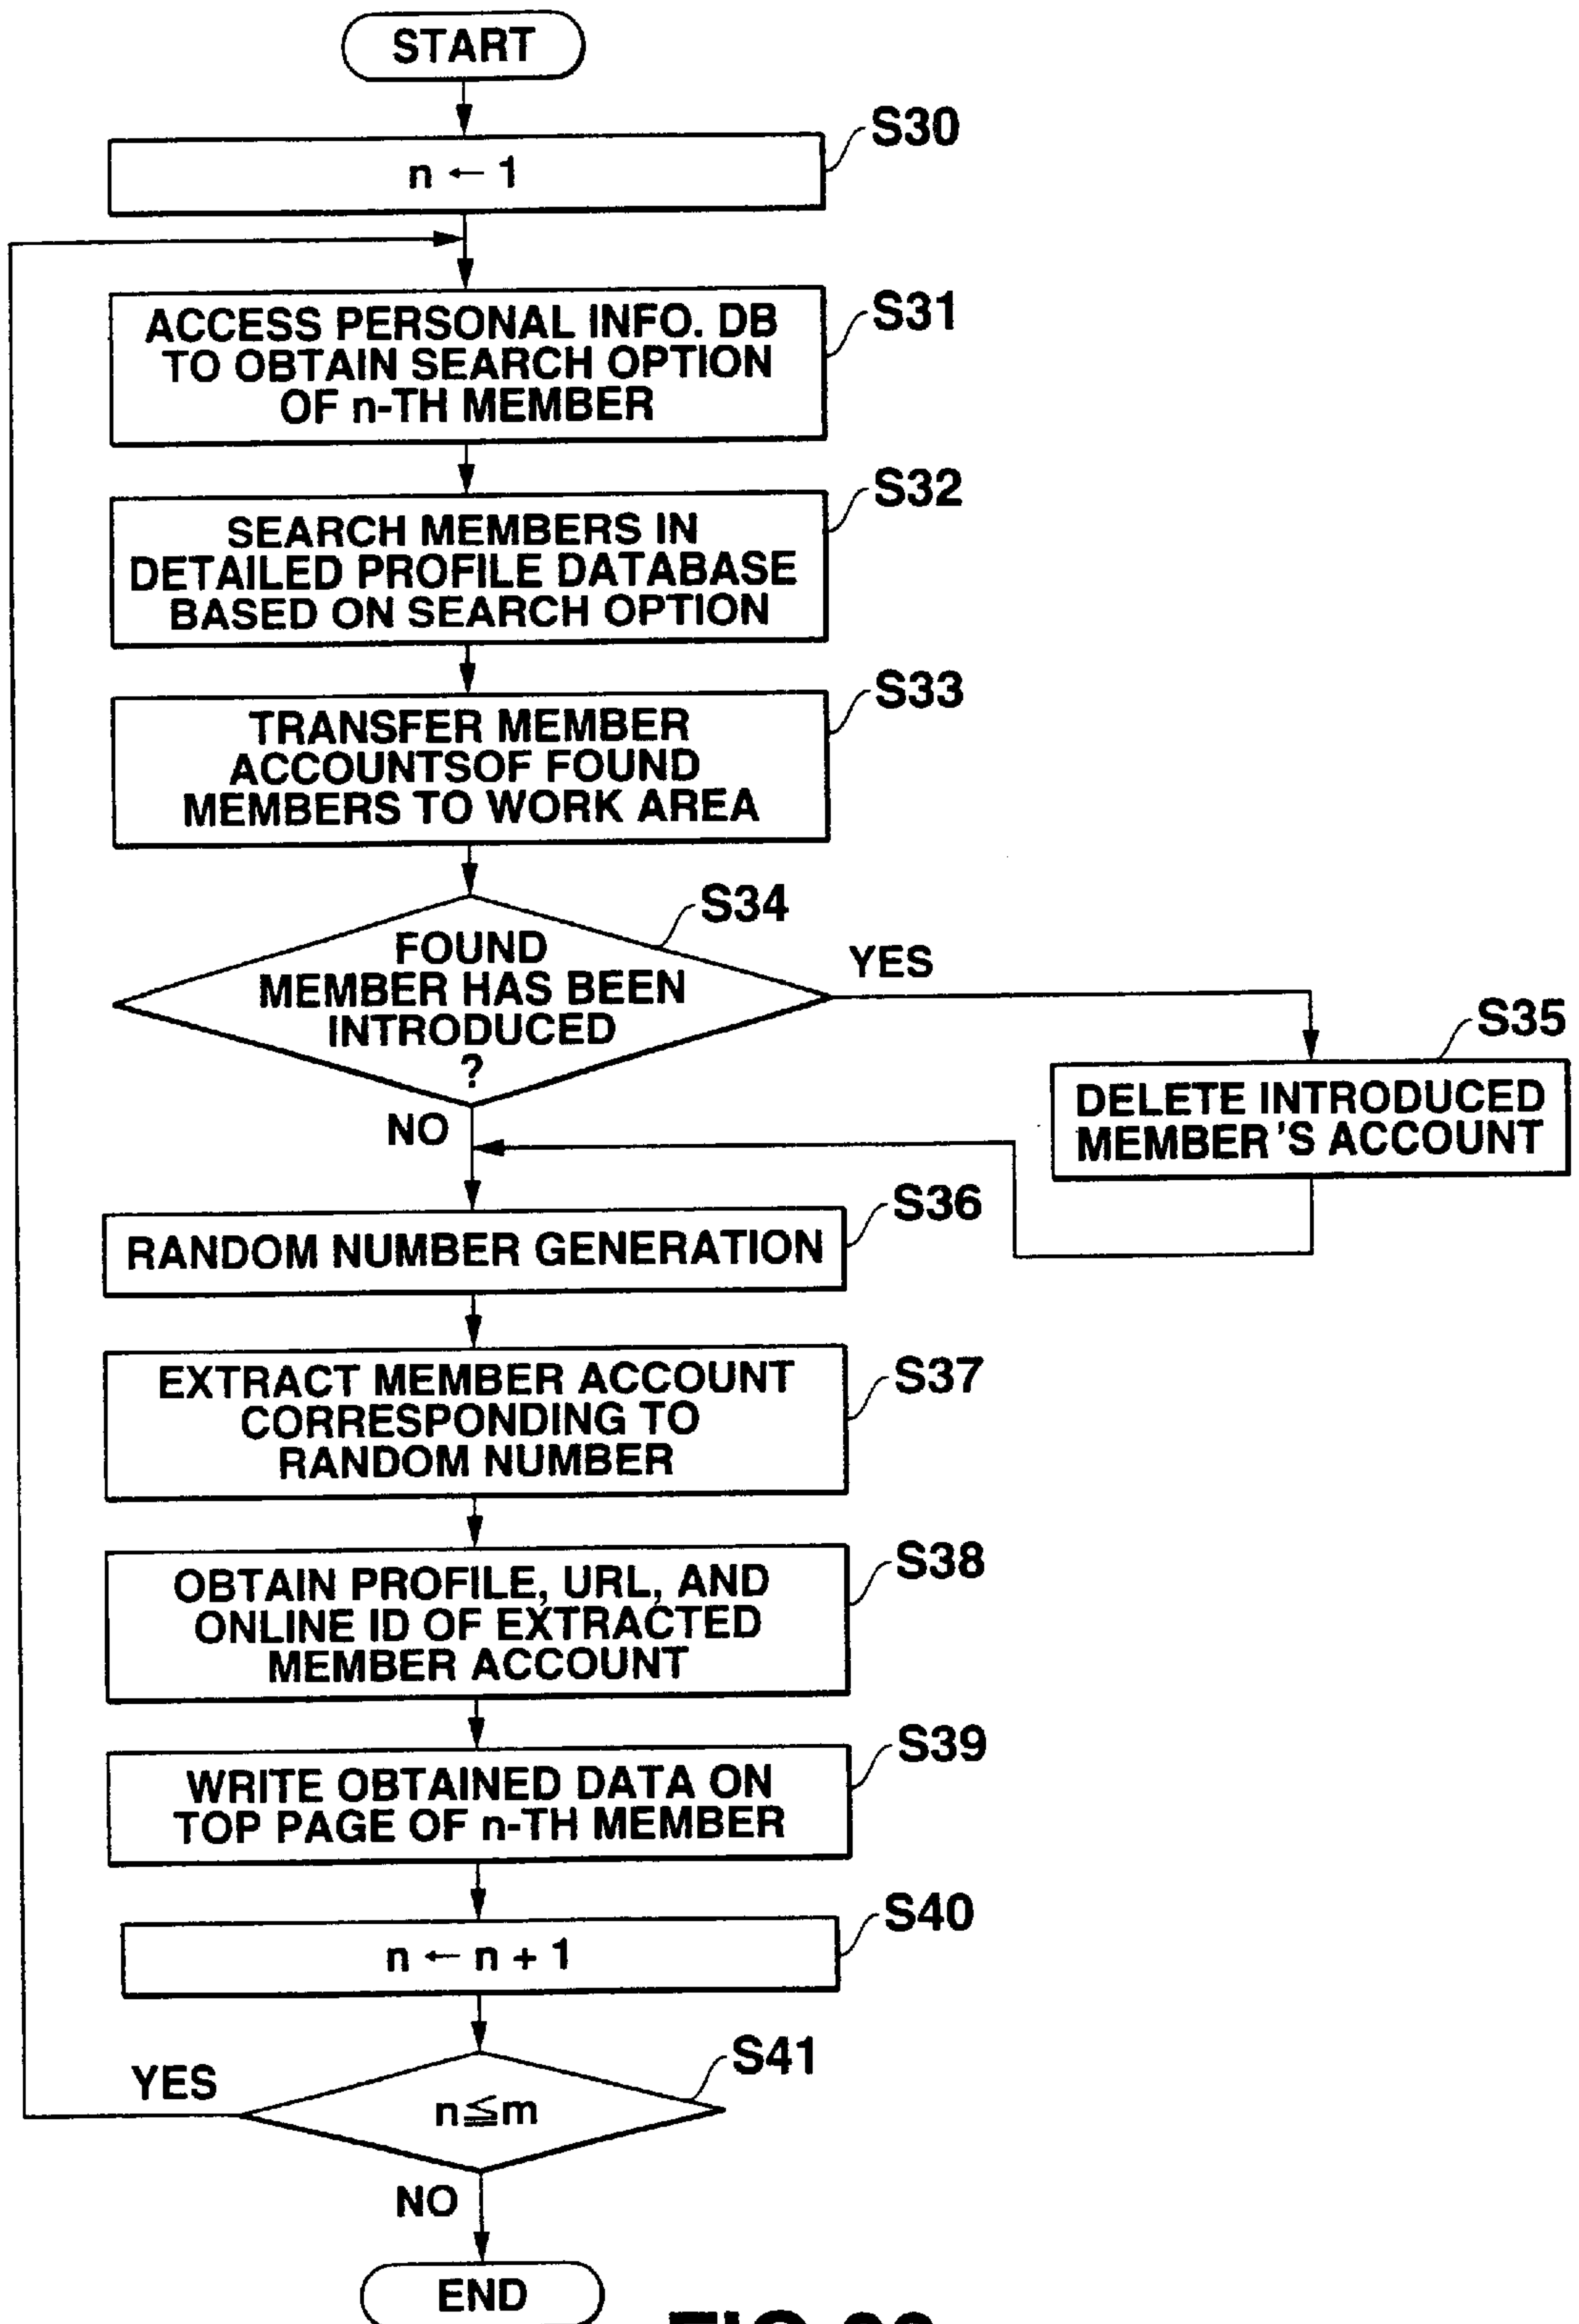 START
S30
n ← 1
S31
ACCESS PERSONAL INFO. DB
TO OBTAIN SEARCH OPTION
OF n-TH MEMBER
S32
SEARCH MEMBERS IN
DETAILED PROFILE DATABASE
BASED ON SEARCH OPTION
S33
TRANSFER MEMBER
ACCOUNTSOF FOUND
MEMBERS TO WORK AREA
S34
FOUND
MEMBER HAS BEEN
INTRODUCED
?
YES
S35
DELETE INTRODUCED
MEMBER'S ACCOUNT
NO
S36
RANDOM NUMBER GENERATION
S37
EXTRACT MEMBER ACCOUNT
CORRESPONDING TO
RANDOM NUMBER
S38
OBTAIN PROFILE, URL, AND
ONLINE ID OF EXTRACTED
MEMBER ACCOUNT
S39
WRITE OBTAINED DATA ON
TOP PAGE OF n-TH MEMBER
S40
n ← n + 1
S41
YES
n≦m
NO
END